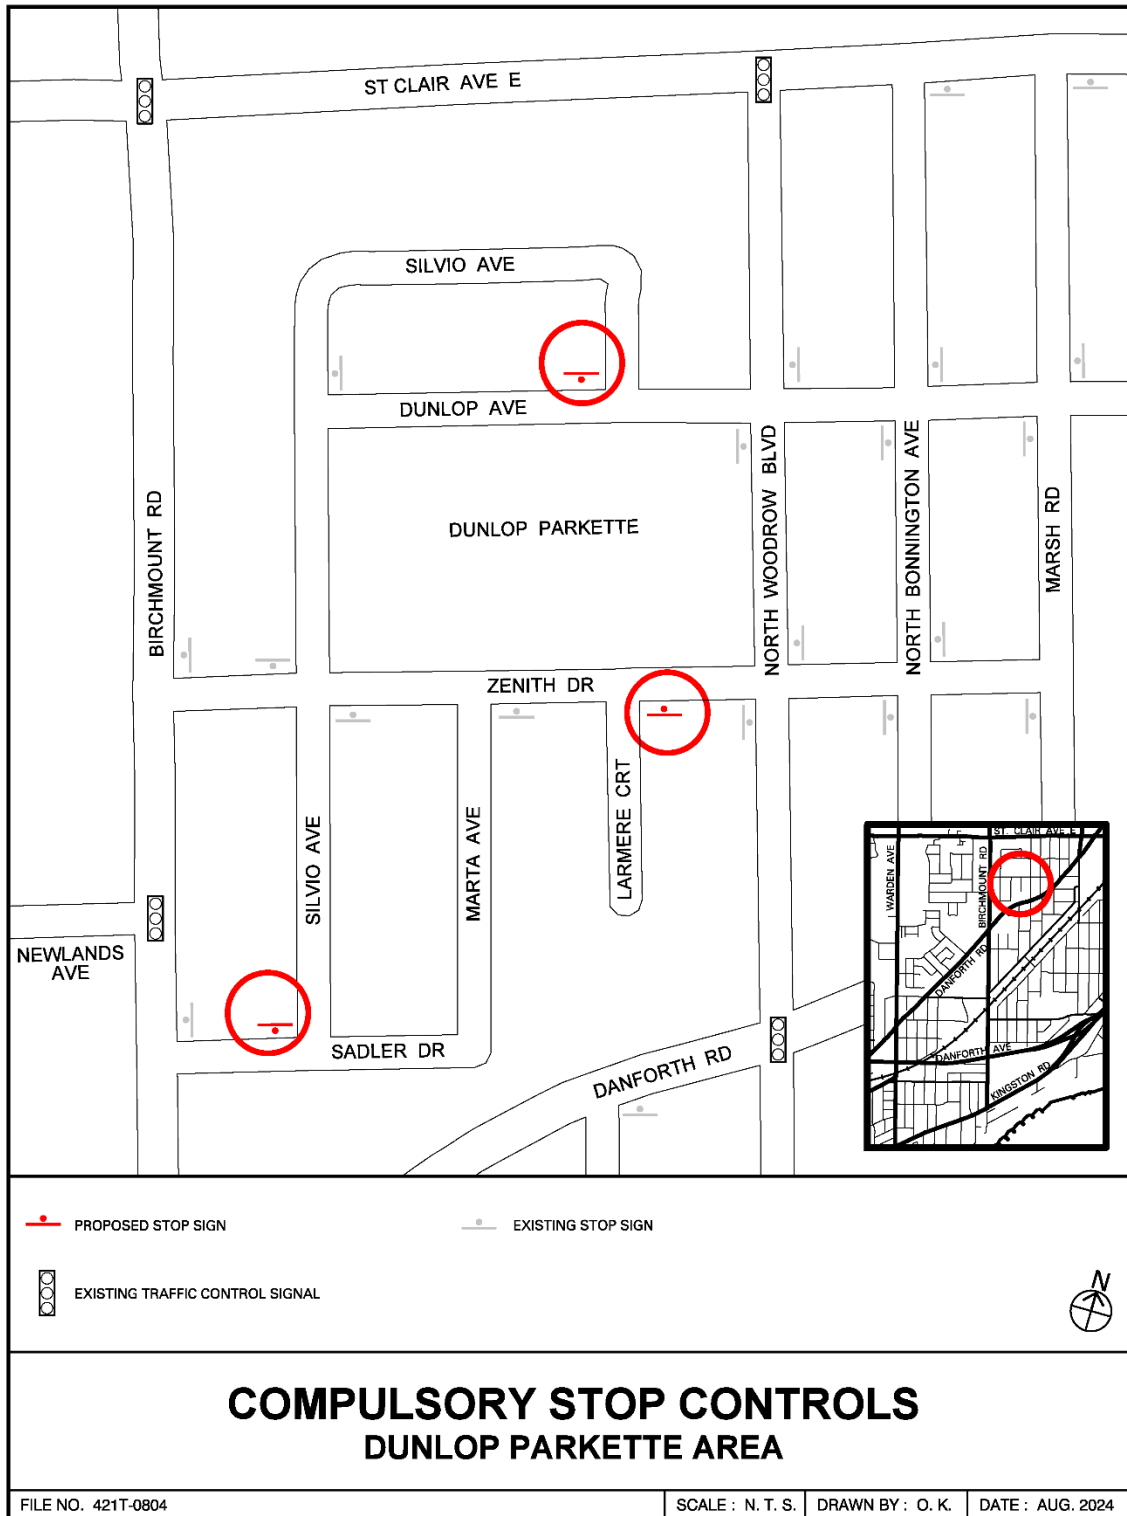 ST CLAIR AVE E
SILVIO AVE
DUNLOP AVE
BIRCHMOUNT RD
DUNLOP PARKETTE
NORTH WOODROW BLVD
NORTH BONNINGTON AVE
MARSH RD
ZENITH DR
SILVIO AVE
MARTA AVE
LARMERE CRT
NEWLANDS
AVE
SADLER DR
DANFORTH RD
ST. CLAIR AVE E
WARDEN AVE
BIRCHMOUNT RD
DANFORTH RD
DANFORTH AVE
KINGSTON RD
PROPOSED STOP SIGN
EXISTING STOP SIGN
EXISTING TRAFFIC CONTROL SIGNAL
N
COMPULSORY STOP CONTROLS
DUNLOP PARKETTE AREA
FILE NO. 421T-0804
SCALE : N. T. S.
DRAWN BY : O. K.
DATE : AUG. 2024